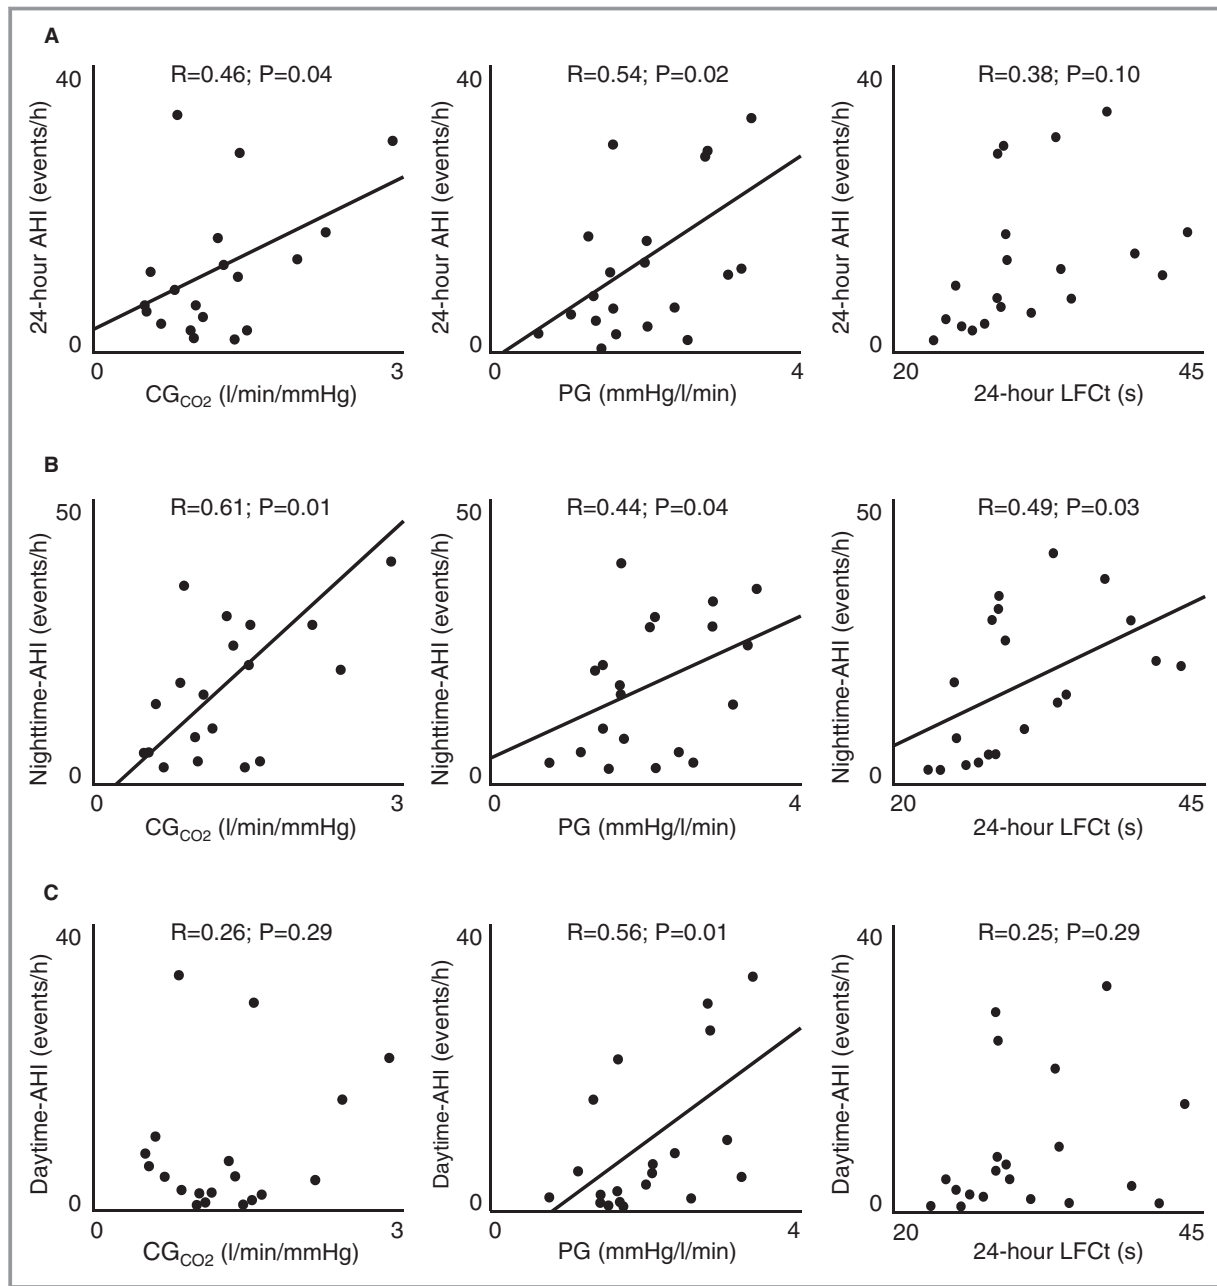 A
R=0.46; P=0.04
R=0.54; P=0.02
R=0.38; P=0.10
40
40
40
24-hour AHI (events/h)
24-hour AHI (events/h)
24-hour AHI (events/h)
0
0
0
0
3
0
4
20
45
CG_CO2 (l/min/mmHg)
PG (mmHg/l/min)
24-hour LFCt (s)
B
R=0.61; P=0.01
R=0.44; P=0.04
R=0.49; P=0.03
50
50
50
Nighttime-AHI (events/h)
Nighttime-AHI (events/h)
Nighttime-AHI (events/h)
0
0
0
0
3
0
4
20
45
CG_CO2 (l/min/mmHg)
PG (mmHg/l/min)
24-hour LFCt (s)
C
R=0.26; P=0.29
R=0.56; P=0.01
R=0.25; P=0.29
40
40
40
Daytime-AHI (events/h)
Daytime-AHI (events/h)
Daytime-AHI (events/h)
0
0
0
0
3
0
4
20
45
CG_CO2 (l/min/mmHg)
PG (mmHg/l/min)
24-hour LFCt (s)